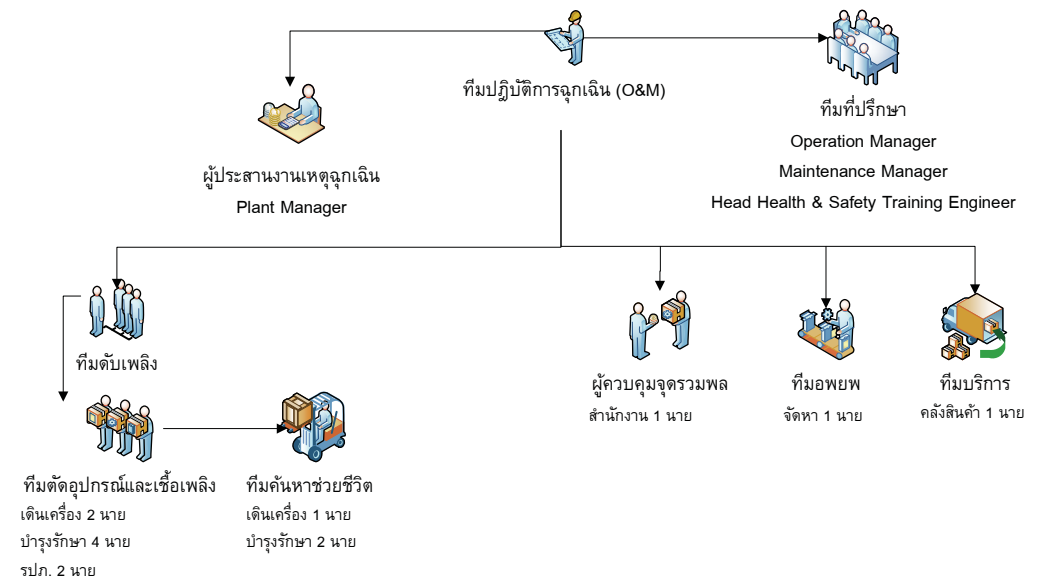 ทีมปฎิบัติการฉุกเฉิน (O&M)
ทีมที่ปรึกษา
Operation Manager
Maintenance Manager
Head Health & Safety Training Engineer
ผู้ประสานงานเหตุฉุกเฉิน
Plant Manager
ทีมดับเพลิง
ผู้ควบคุมจุดรวมพล
สำนักงาน 1 นาย
ทีมอพยพ
จัดหา 1 นาย
ทีมบริการ
คลังสินค้า 1 นาย
ทีมตัดอุปกรณ์และเชื้อเพลิง
เดินเครื่อง 2 นาย
บำรุงรักษา 4 นาย
รปภ. 2 นาย
ทีมค้นหาช่วยชีวิต
เดินเครื่อง 1 นาย
บำรุงรักษา 2 นาย